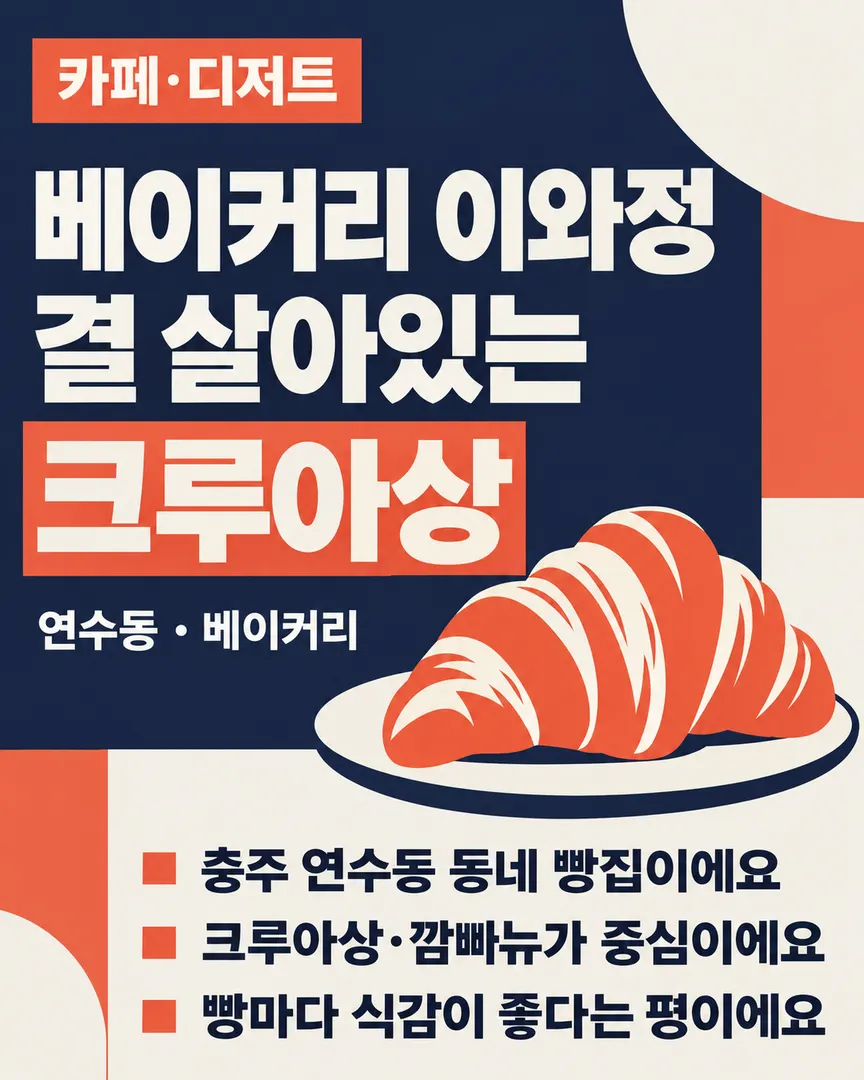 카페·디저트
베이커리 이와정
결 살아있는
크루아상
연수동 · 베이커리
충주 연수동 동네 빵집이에요
크루아상·깜빠뉴가 중심이에요
빵마다 식감이 좋다는 평이에요